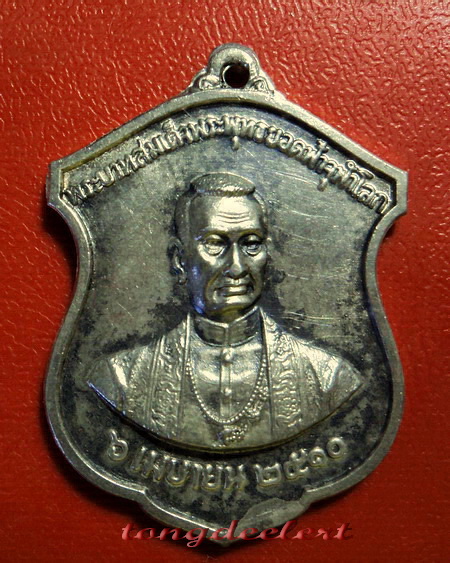 พระบาทสมเด็จพระพุทธยอดฟ้าจุฬาโลก
๖ เมษายน ๒๕๑๐
tongdeelert